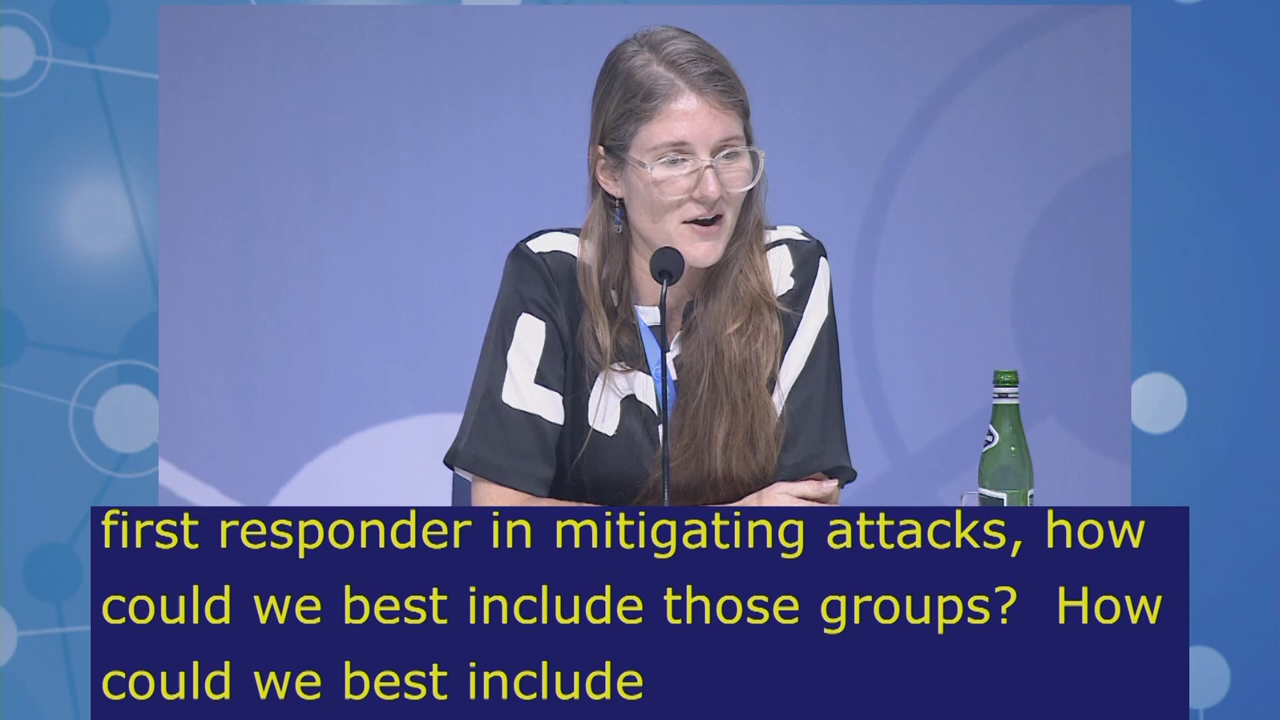 first responder in mitigating attacks, how
could we best include those groups?  How
could we best include